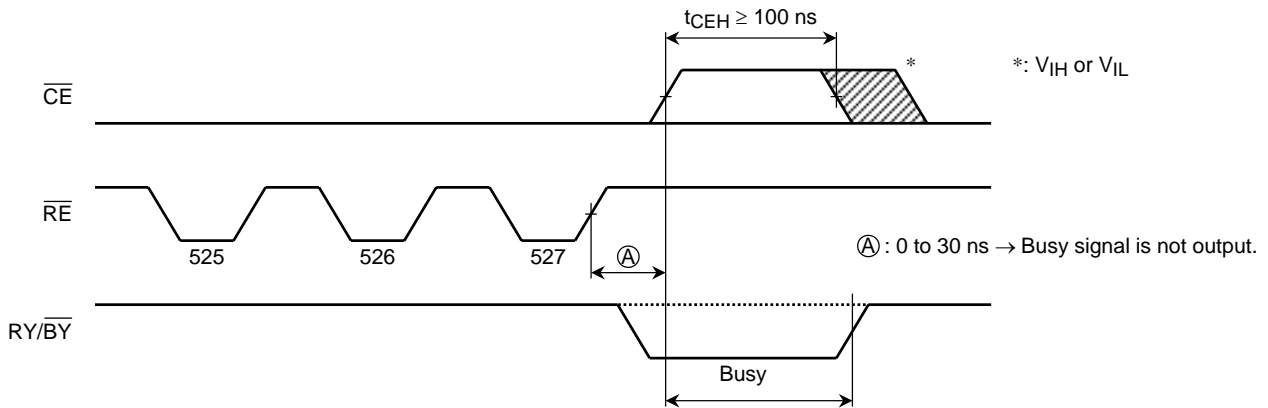 tCEH ≥ 100 ns
*
*: VIH or VIL
CE
RE
525
526
527
A
A : 0 to 30 ns → Busy signal is not output.
RY/BY
Busy